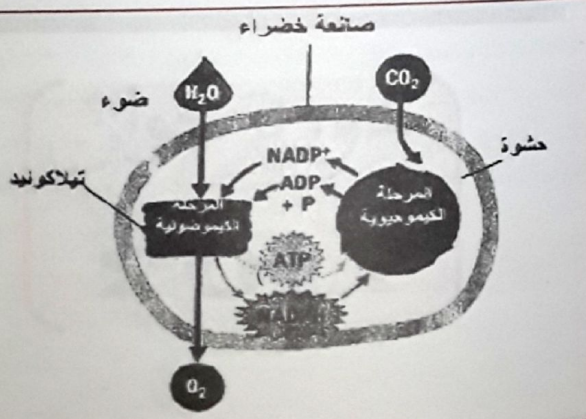 صانعة خضراء
ضوء
H₂O
CO₂
حشوة
تيلاكوئيد
NADP⁺
ADP
+ P
المرحلة
الكيموضوئية
المرحلة
الكيموحيوية
ATP
O₂